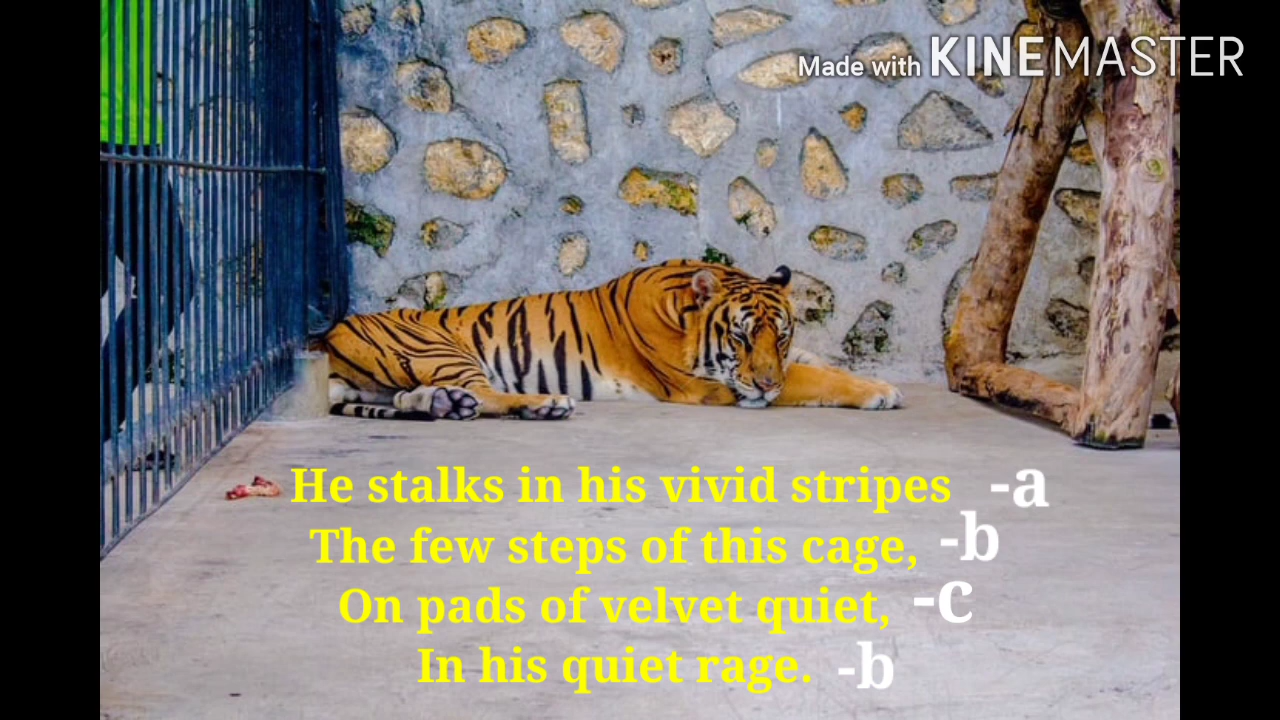 Made with KINEMASTER
He stalks in his vivid stripes -a
The few steps of this cage, -b
On pads of velvet quiet, -c
In his quiet rage. -b